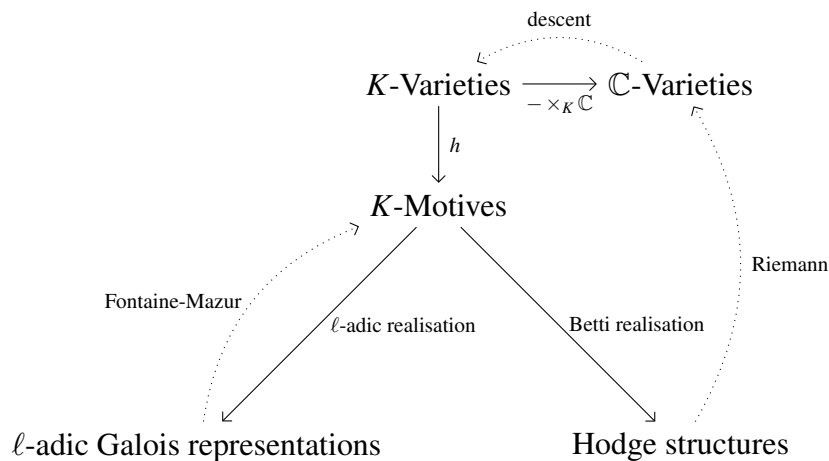 descent
K-Varieties
ℂ-Varieties
− ×_K ℂ
h
K-Motives
Riemann
Fontaine-Mazur
ℓ-adic realisation
Betti realisation
ℓ-adic Galois representations
Hodge structures